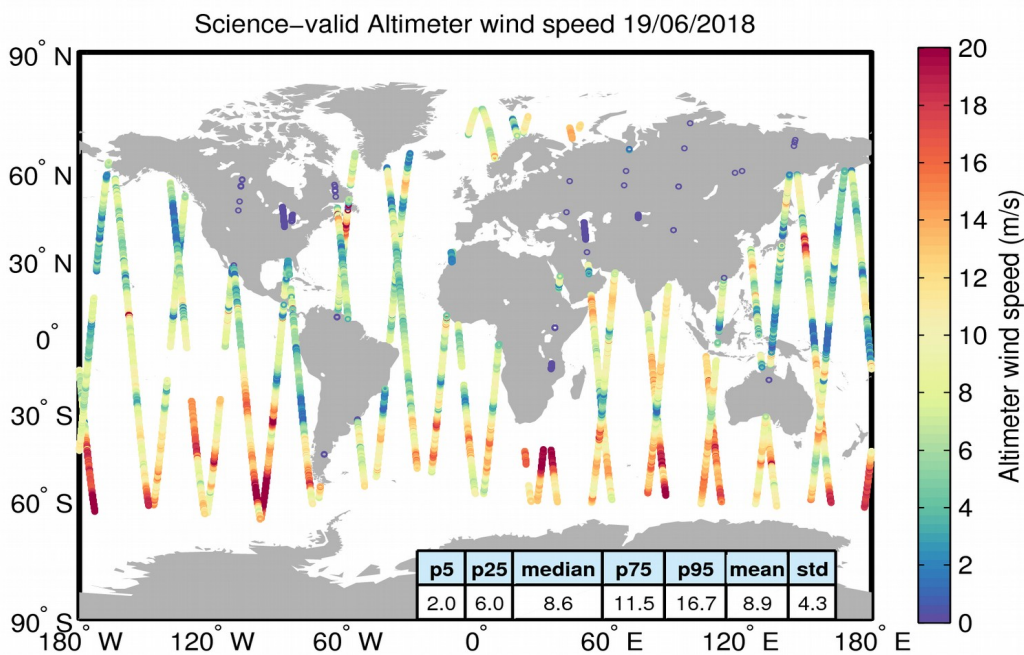 Science−valid Altimeter wind speed 19/06/2018
90° N
60° N
30° N
0°
30° S
60° S
90° S
180° W 120° W 60° W 0° 60° E 120° E 180° E
p5 p25 median p75 p95 mean std
2.0 6.0 8.6 11.5 16.7 8.9 4.3
20
18
16
14
12
10
8
6
4
2
0
Altimeter wind speed (m/s)